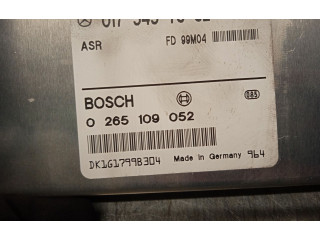 ASR FD 99M04
BOSCH
0 265 109 052
DK1G17998304 Made in Germany 964